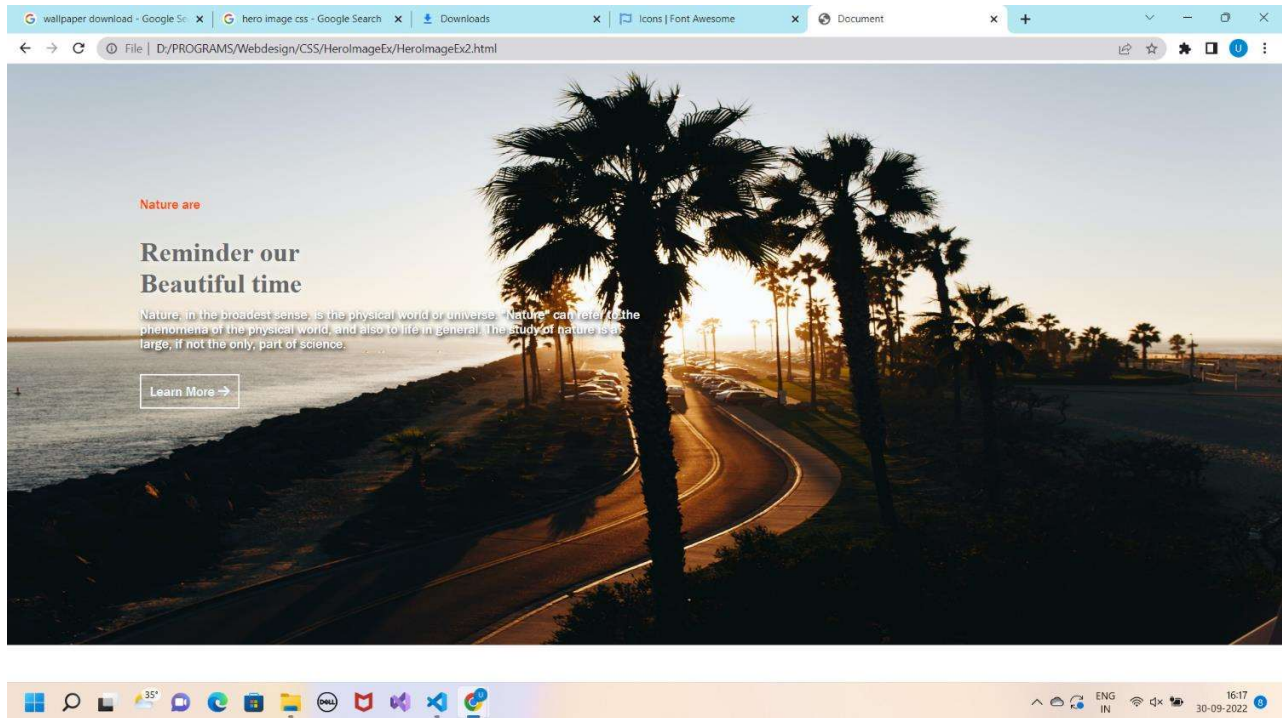 wallpaper download - Google Se
hero image css - Google Search
Downloads
Icons | Font Awesome
Document
File | D:/PROGRAMS/Webdesign/CSS/HeroImageEx/HeroImageEx2.html
U
Nature are
Reminder our
Beautiful time
Nature, in the broadest sense, is the physical world or universe. "Nature" can refer to the
phenomena of the physical world, and also to life in general. The study of nature is a
large, if not the only, part of science.
Learn More →
35°
DELL
U
ENG
IN
16:17
30-09-2022
8